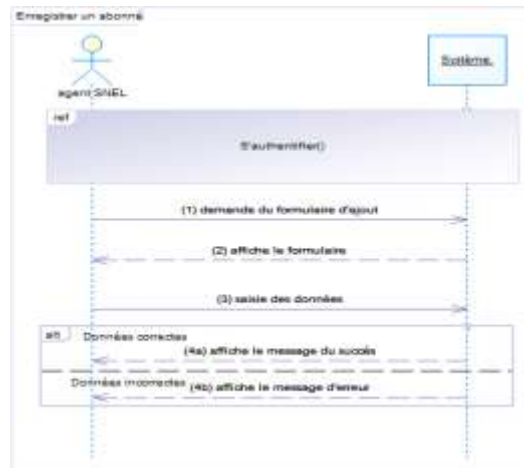 Enregistrer un abonné
Système.
agent SNEL
ref
S'authentifier()
(1) demande du formulaire d'ajout
(2) affiche le formulaire
(3) saisie des données
alt
Données correctes
(4a) affiche le message du succès
Données incorrectes
(4b) affiche le message d'erreur